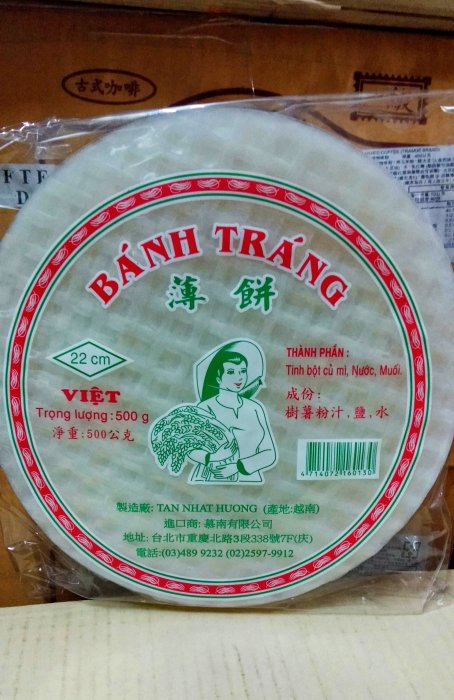 古式咖啡
FTE
D
BÁNH TRÁNG
薄餅
22 cm
VIỆT
Trọng lượng : 500 g
淨重:500公克
THÀNH PHẦN :
Tinh bột củ mì, Nước, Muối.
成份:
樹薯粉汁,鹽,水
4 714072 160130
製造廠: TAN NHAT HUONG (產地:越南)
進口商: 慕南有限公司
地址: 台北市重慶北路3段338號7F(庆)
電話:(03)489 9232 (02)2597-9912